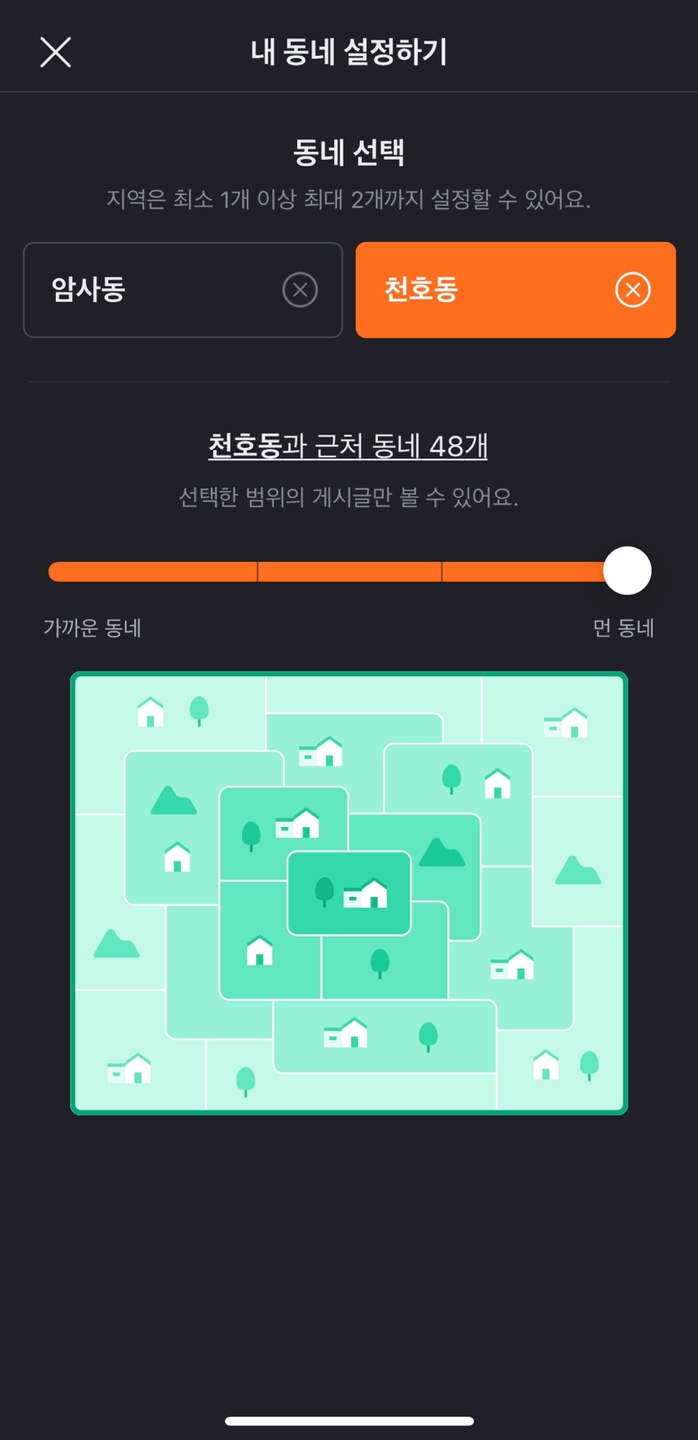 내 동네 설정하기
동네 선택
지역은 최소 1개 이상 최대 2개까지 설정할 수 있어요.
암사동
천호동
천호동과 근처 동네 48개
선택한 범위의 게시글만 볼 수 있어요.
가까운 동네
먼 동네